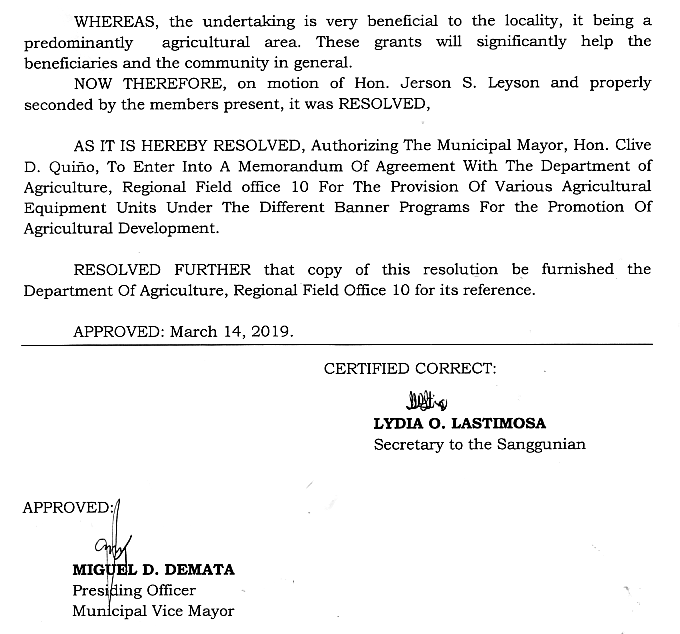 WHEREAS, the undertaking is very beneficial to the locality, it being a
predominantly agricultural area. These grants will significantly help the
beneficiaries and the community in general.
NOW THEREFORE, on motion of Hon. Jerson S. Leyson and properly
seconded by the members present, it was RESOLVED,
AS IT IS HEREBY RESOLVED, Authorizing The Municipal Mayor, Hon. Clive
D. Quiño, To Enter Into A Memorandum Of Agreement With The Department of
Agriculture, Regional Field office 10 For The Provision Of Various Agricultural
Equipment Units Under The Different Banner Programs For the Promotion Of
Agricultural Development.
RESOLVED FURTHER that copy of this resolution be furnished the
Department Of Agriculture, Regional Field Office 10 for its reference.
APPROVED: March 14, 2019.
CERTIFIED CORRECT:
LYDIA O. LASTIMOSA
Secretary to the Sanggunian
APPROVED:
MIGUEL D. DEMATA
Presiding Officer
Municipal Vice Mayor